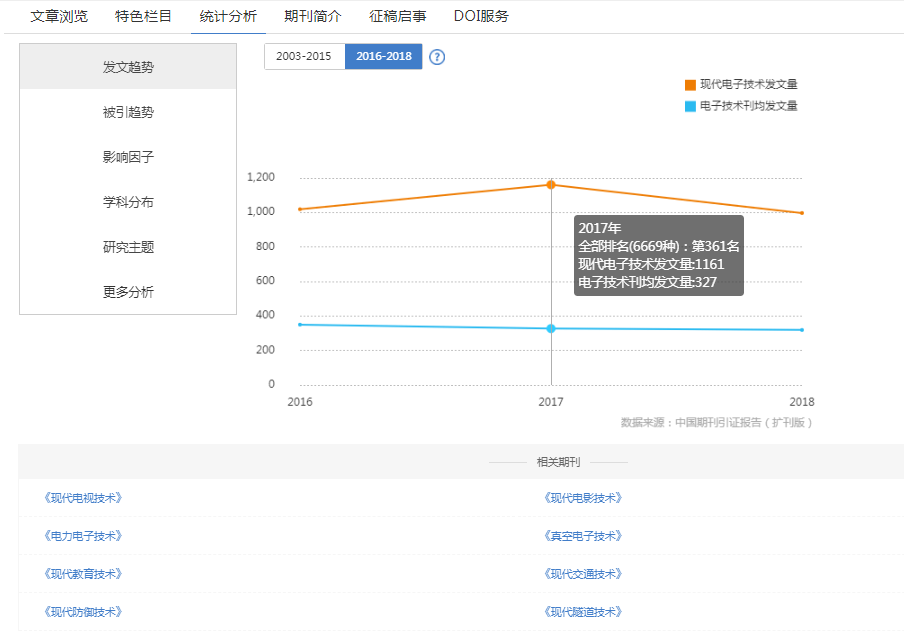 文章浏览 特色栏目 统计分析 期刊简介 征稿启事 DOI服务
发文趋势
被引趋势
影响因子
学科分布
研究主题
更多分析
2003-2015 2016-2018 ?
现代电子技术发文量
电子技术刊均发文量
1,200
1,000
800
600
400
200
0
2017年
全部排名(6669种)：第361名
现代电子技术发文量:1161
电子技术刊均发文量:327
2016 2017 2018
数据来源：中国期刊引证报告（扩刊版）
相关期刊
《现代电视技术》 《现代电影技术》
《电力电子技术》 《真空电子技术》
《现代教育技术》 《现代交通技术》
《现代防御技术》 《现代隧道技术》